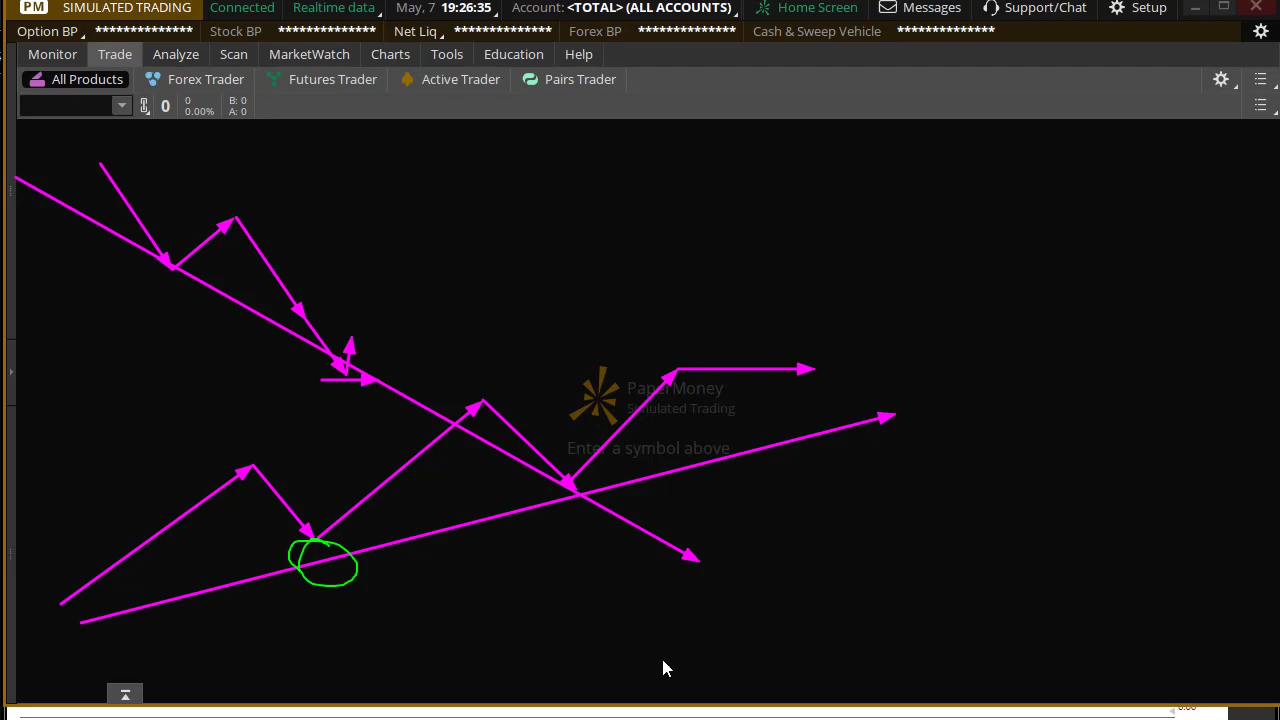 PM SIMULATED TRADING Connected Realtime data May, 7 19:26:35 Account: <TOTAL> (ALL ACCOUNTS) Home Screen Messages Support/Chat Setup
Option BP ************** Stock BP ************** Net Liq ************** Forex BP ************** Cash & Sweep Vehicle **************
Monitor Trade Analyze Scan MarketWatch Charts Tools Education Help
All Products Forex Trader Futures Trader Active Trader Pairs Trader
0 0 B: 0
0.00% A: 0
PaperMoney
Simulated Trading
Enter a symbol above
0.00